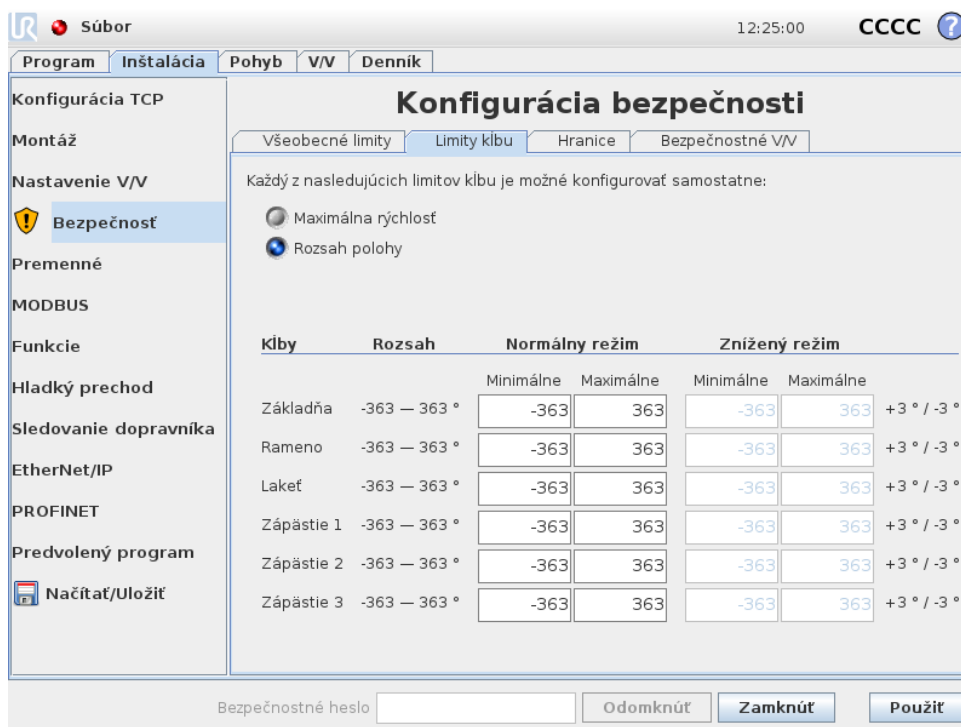 UR Súbor 12:25:00 CCCC ?
Program Inštalácia Pohyb V/V Denník
Konfigurácia TCP
Montáž
Nastavenie V/V
Bezpečnosť
Premenné
MODBUS
Funkcie
Hladký prechod
Sledovanie dopravníka
EtherNet/IP
PROFINET
Predvolený program
Načítať/Uložiť
Konfigurácia bezpečnosti
Všeobecné limity Limity kĺbu Hranice Bezpečnostné V/V
Každý z nasledujúcich limitov kĺbu je možné konfigurovať samostatne:
Maximálna rýchlosť
Rozsah polohy
Kĺby Rozsah Normálny režim Znížený režim
Minimálne Maximálne Minimálne Maximálne
Základňa -363 — 363 ° -363 363 -363 363 +3 ° / -3 °
Rameno -363 — 363 ° -363 363 -363 363 +3 ° / -3 °
Lakeť -363 — 363 ° -363 363 -363 363 +3 ° / -3 °
Zápästie 1 -363 — 363 ° -363 363 -363 363 +3 ° / -3 °
Zápästie 2 -363 — 363 ° -363 363 -363 363 +3 ° / -3 °
Zápästie 3 -363 — 363 ° -363 363 -363 363 +3 ° / -3 °
Bezpečnostné heslo Odomknúť Zamknúť Použiť